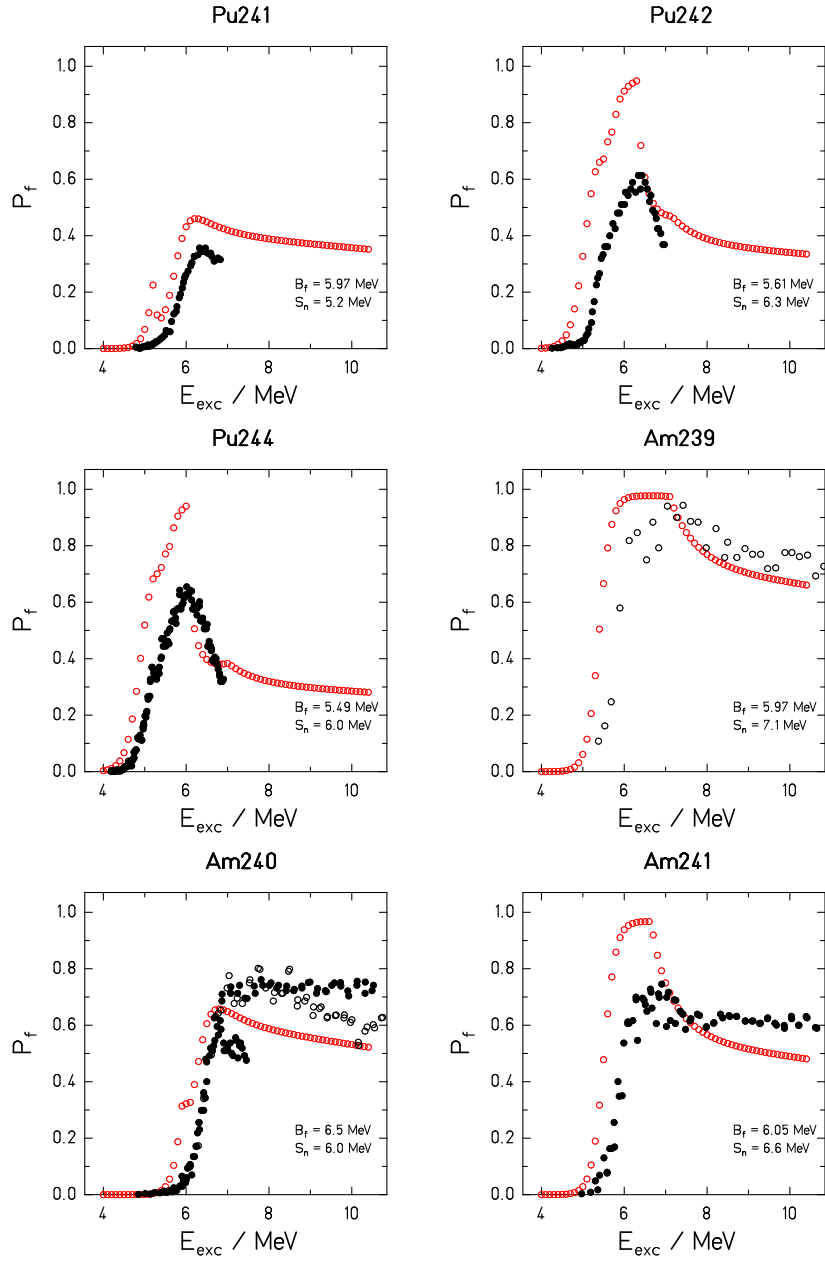 Pu241
Pu242
1.0
0.8
0.6
0.4
0.2
0.0
P_f
B_f = 5.97 MeV
S_n = 5.2 MeV
4
6
8
10
E_exc / MeV
1.0
0.8
0.6
0.4
0.2
0.0
P_f
B_f = 5.61 MeV
S_n = 6.3 MeV
4
6
8
10
E_exc / MeV
Pu244
Am239
1.0
0.8
0.6
0.4
0.2
0.0
P_f
B_f = 5.49 MeV
S_n = 6.0 MeV
4
6
8
10
E_exc / MeV
1.0
0.8
0.6
0.4
0.2
0.0
P_f
B_f = 5.97 MeV
S_n = 7.1 MeV
4
6
8
10
E_exc / MeV
Am240
Am241
1.0
0.8
0.6
0.4
0.2
0.0
P_f
B_f = 6.5 MeV
S_n = 6.0 MeV
4
6
8
10
E_exc / MeV
1.0
0.8
0.6
0.4
0.2
0.0
P_f
B_f = 6.05 MeV
S_n = 6.6 MeV
4
6
8
10
E_exc / MeV